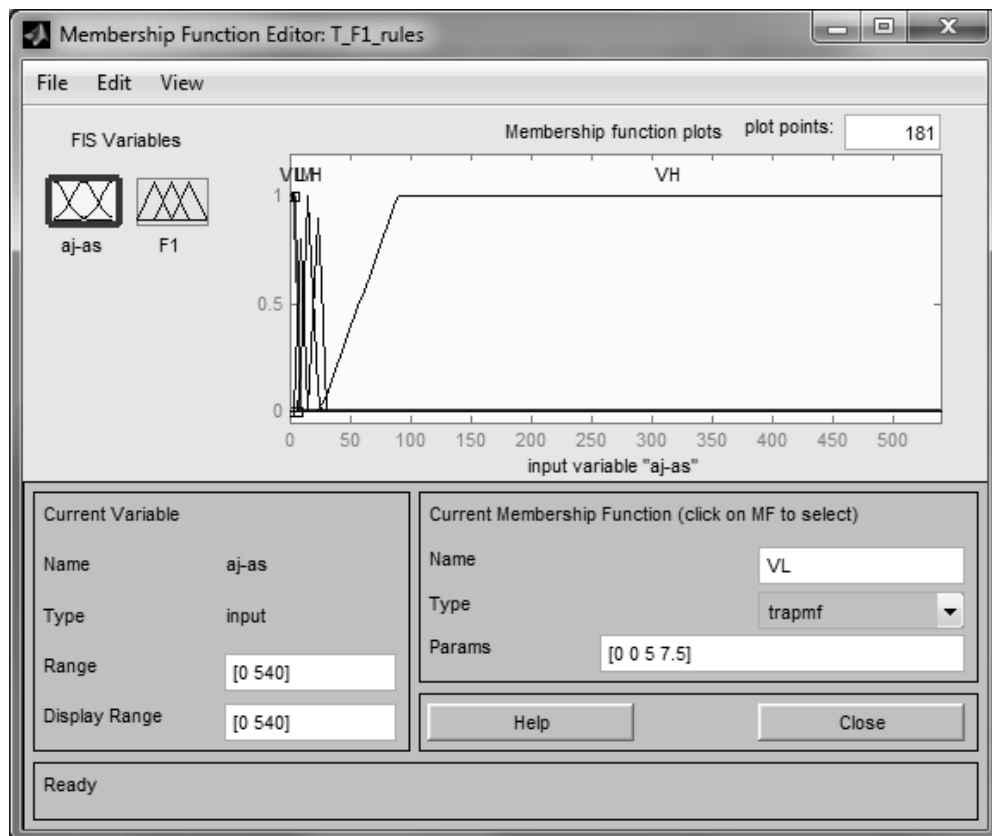 Membership Function Editor: T_F1_rules
File Edit View
FIS Variables
Membership function plots plot points: 181
VLLMH VH
aj-as F1
1
0.5
0
0 50 100 150 200 250 300 350 400 450 500
input variable "aj-as"
Current Variable
Name aj-as
Type input
Range [0 540]
Display Range [0 540]
Current Membership Function (click on MF to select)
Name VL
Type trapmf
Params [0 0 5 7.5]
Help Close
Ready